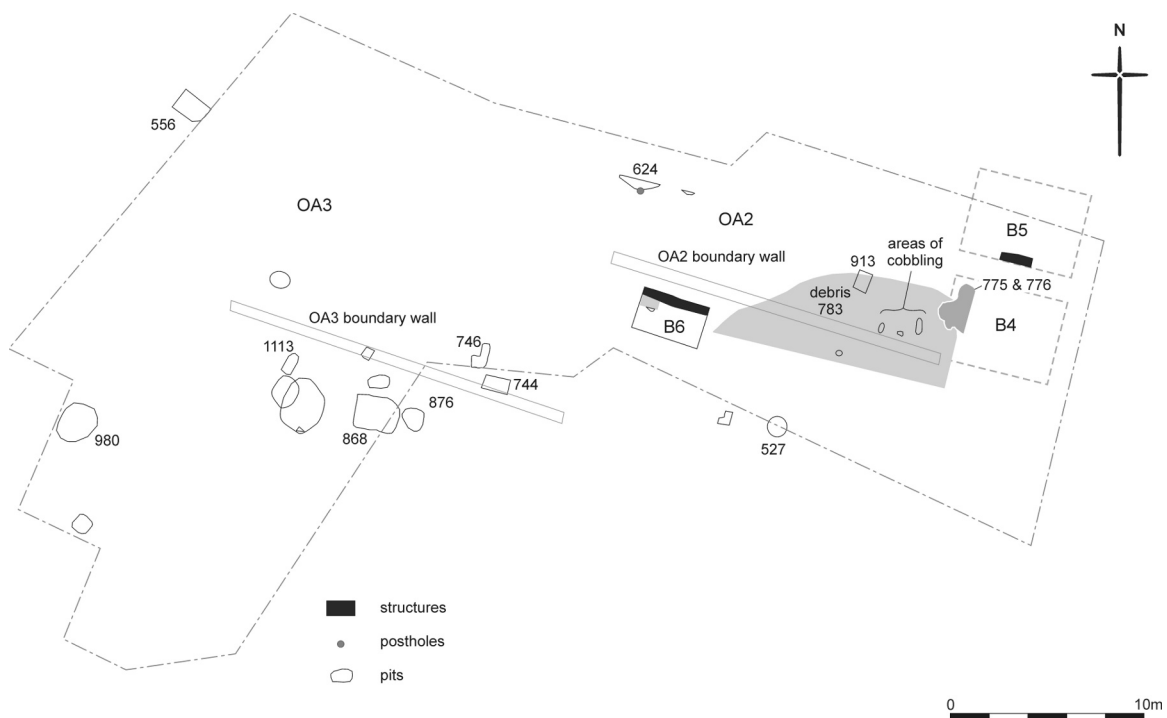 N
556
624
OA3
OA2
B5
areas of
cobbling
OA2 boundary wall
913
debris
783
775 & 776
B4
B6
OA3 boundary wall
746
1113
744
876
868
980
527
structures
postholes
pits
0 10m